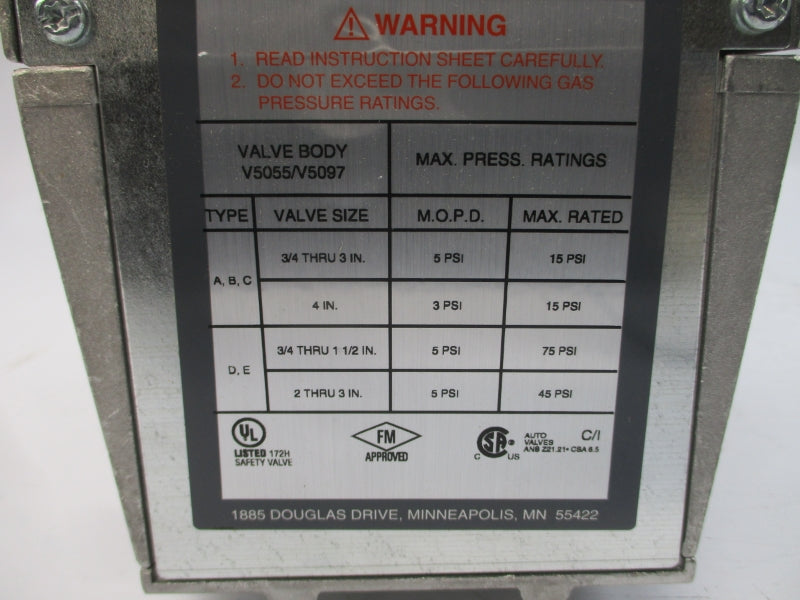 WARNING
1. READ INSTRUCTION SHEET CAREFULLY.
2. DO NOT EXCEED THE FOLLOWING GAS
PRESSURE RATINGS.
VALVE BODY
V5055/V5097
MAX. PRESS. RATINGS
TYPE VALVE SIZE M.O.P.D. MAX. RATED
A, B, C
3/4 THRU 3 IN. 5 PSI 15 PSI
4 IN. 3 PSI 15 PSI
D, E
3/4 THRU 1 1/2 IN. 5 PSI 75 PSI
2 THRU 3 IN. 5 PSI 45 PSI
UL
LISTED 172H
SAFETY VALVE
FM
APPROVED
SA
C US
AUTO
VALVES
ANS Z21.21• CSA 6.5
C/I
1885 DOUGLAS DRIVE, MINNEAPOLIS, MN 55422